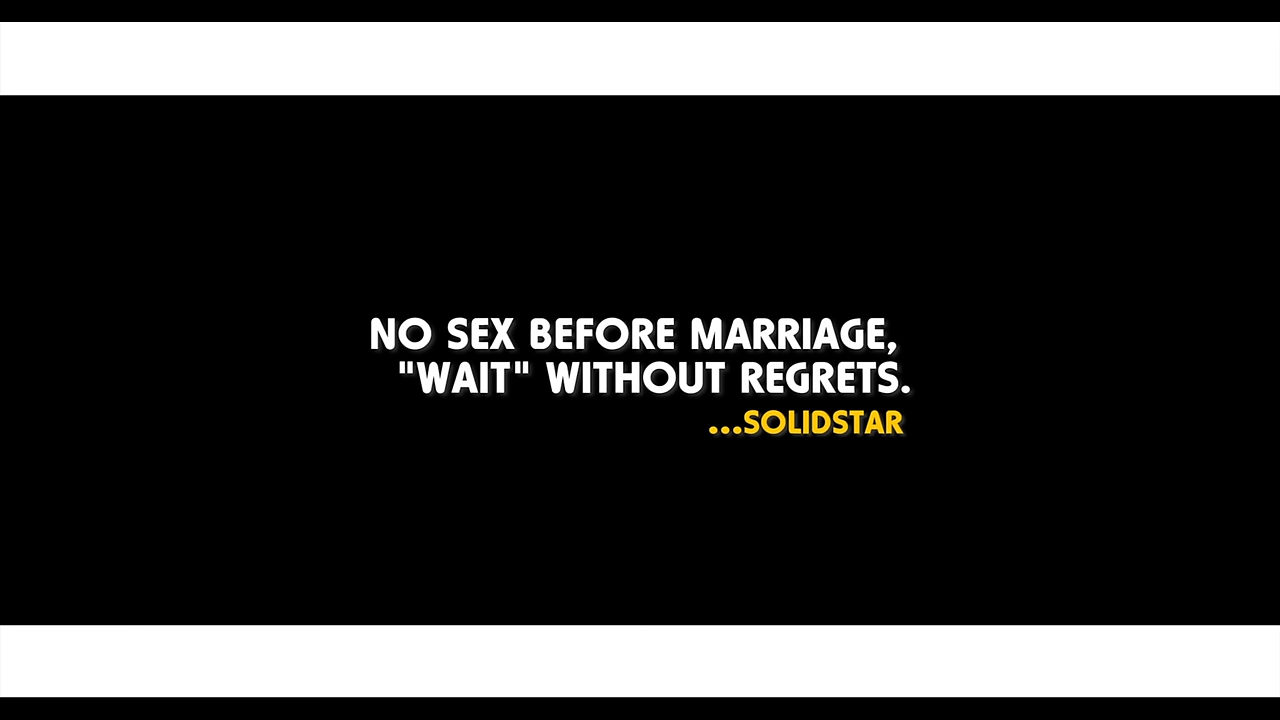 NO SEX BEFORE MARRIAGE,
"WAIT" WITHOUT REGRETS.
...SOLIDSTAR